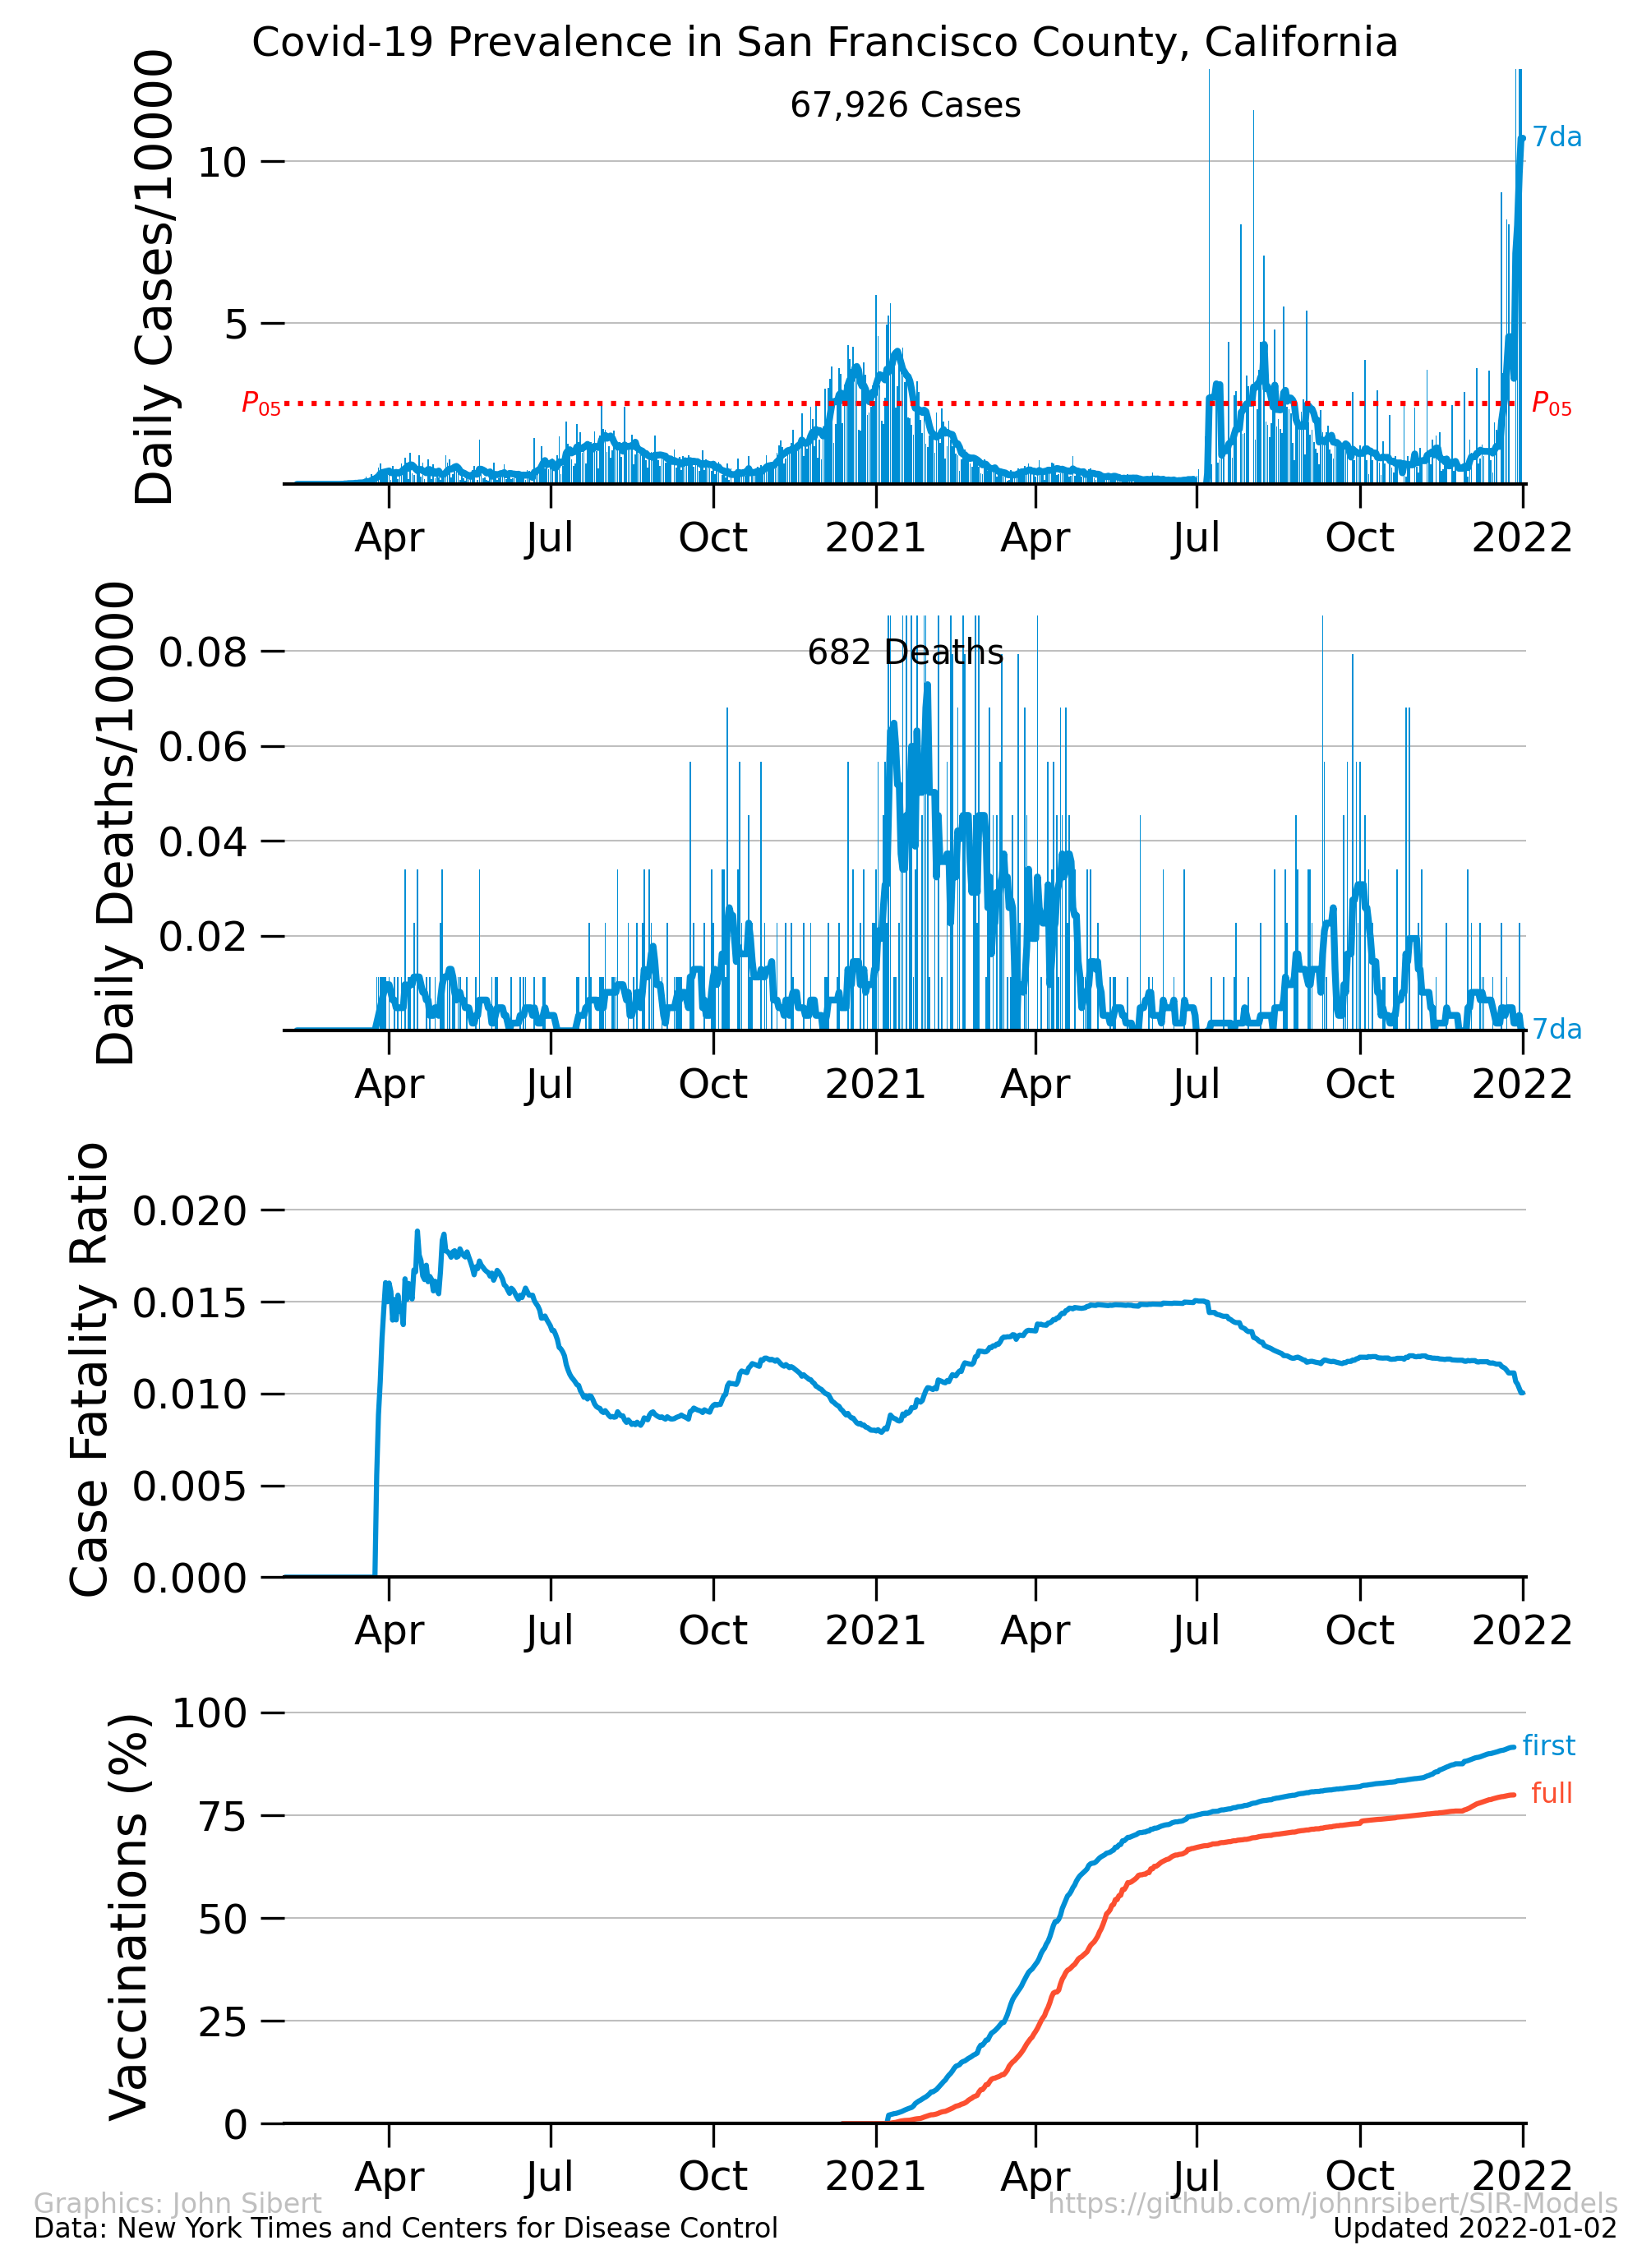 Covid-19 Prevalence in San Francisco County, California
67,926 Cases
Daily Cases/10000
10
5
7da
P05
P05
Apr Jul Oct 2021 Apr Jul Oct 2022
682 Deaths
Daily Deaths/10000
0.08
0.06
0.04
0.02
7da
Apr Jul Oct 2021 Apr Jul Oct 2022
Case Fatality Ratio
0.020
0.015
0.010
0.005
0.000
Apr Jul Oct 2021 Apr Jul Oct 2022
Vaccinations (%)
100
75
50
25
0
first
full
Apr Jul Oct 2021 Apr Jul Oct 2022
Graphics: John Sibert https://github.com/johnrsibert/SIR-Models
Data: New York Times and Centers for Disease Control Updated 2022-01-02